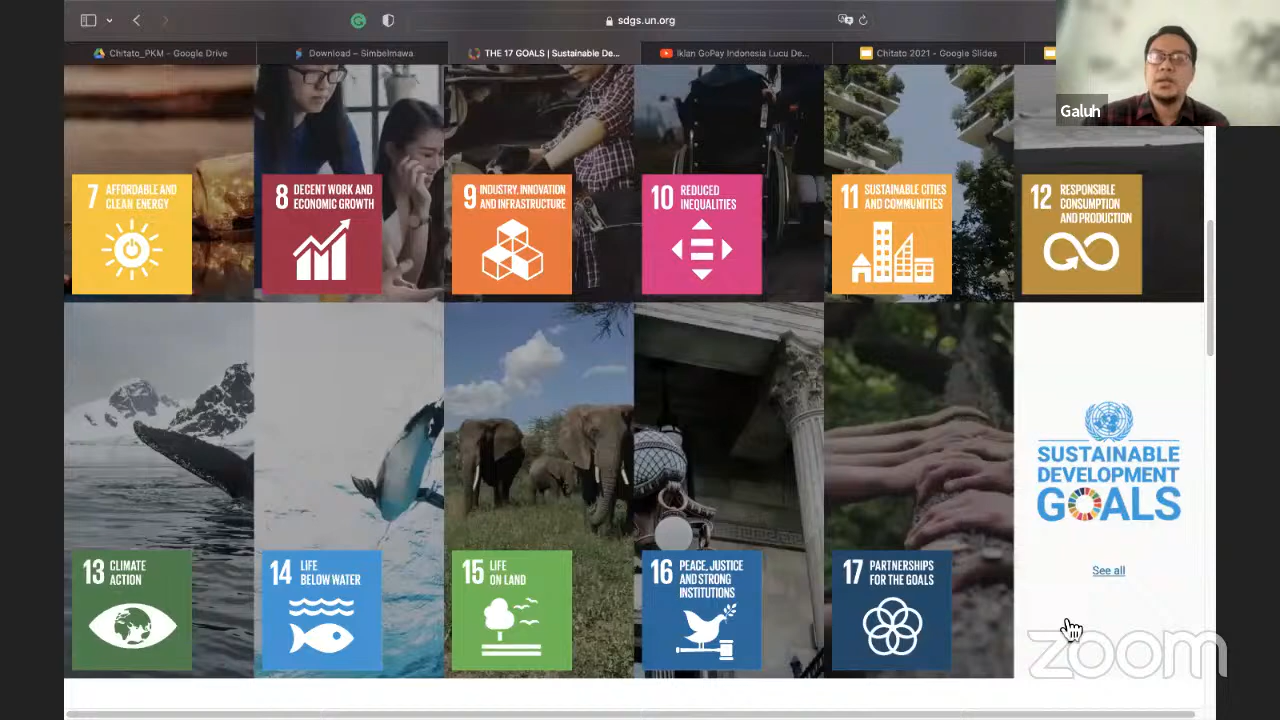 sdgs.un.org
Chitato_PKM - Google Drive
Download – Simbelmawa
THE 17 GOALS | Sustainable De...
Iklan GoPay Indonesia Lucu De...
Chitato 2021 - Google Slides
Galuh
7 AFFORDABLE AND
CLEAN ENERGY
8 DECENT WORK AND
ECONOMIC GROWTH
9 INDUSTRY, INNOVATION
AND INFRASTRUCTURE
10 REDUCED
INEQUALITIES
11 SUSTAINABLE CITIES
AND COMMUNITIES
12 RESPONSIBLE
CONSUMPTION
AND PRODUCTION
13 CLIMATE
ACTION
14 LIFE
BELOW WATER
15 LIFE
ON LAND
16 PEACE, JUSTICE
AND STRONG
INSTITUTIONS
17 PARTNERSHIPS
FOR THE GOALS
SUSTAINABLE
DEVELOPMENT
GOALS
See all
zoom